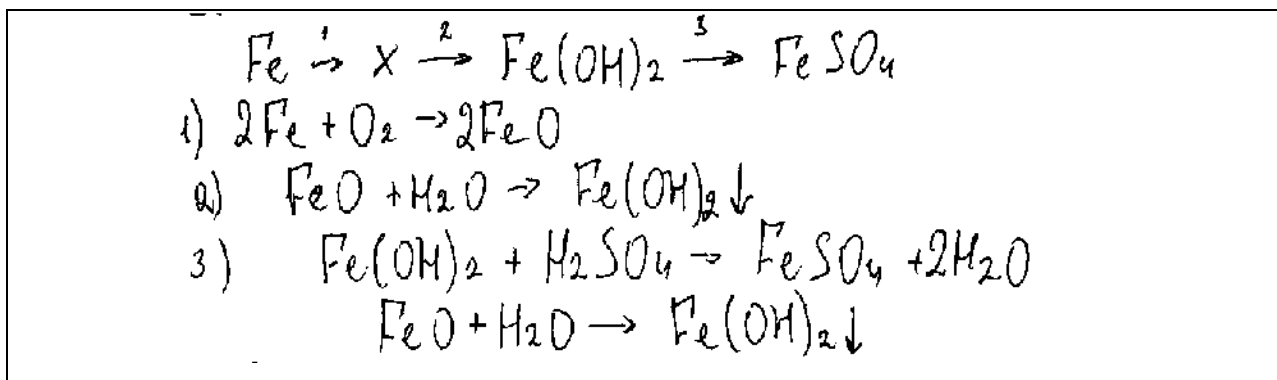 Fe →¹ X →² Fe(OH)₂ →³ FeSO₄
1) 2Fe + O₂ → 2FeO
2) FeO + H₂O → Fe(OH)₂↓
3) Fe(OH)₂ + H₂SO₄ → FeSO₄ + 2H₂O
FeO + H₂O → Fe(OH)₂↓